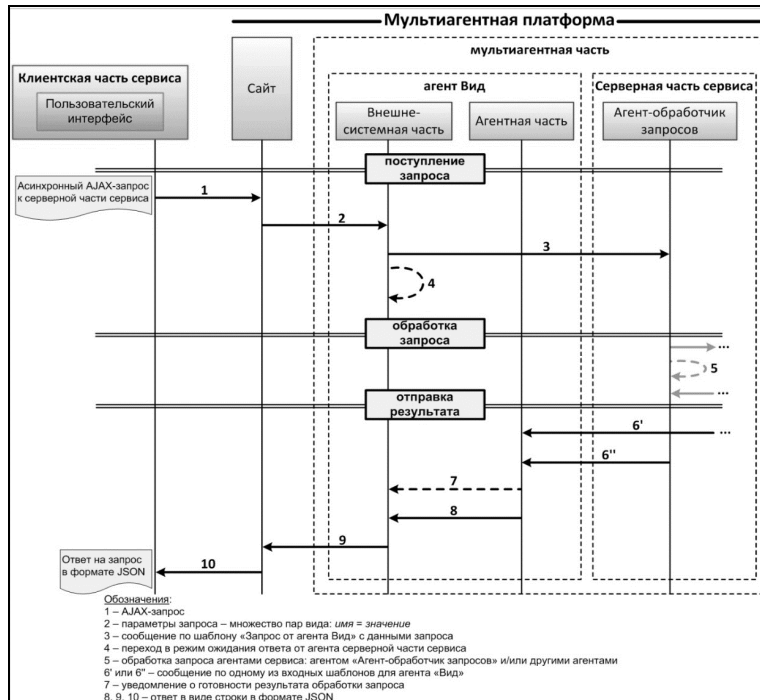 Мультиагентная платформа
мультиагентная часть
Клиентская часть сервиса
Пользовательский
интерфейс
Сайт
агент Вид
Внешне-
системная часть
Агентная часть
Серверная часть сервиса
Агент-обработчик
запросов
поступление
запроса
Асинхронный AJAX-запрос
к серверной части сервиса
1
2
3
4
обработка
запроса
...
5
...
отправка
результата
6' ...
6''
7
8
9
Ответ на запрос
в формате JSON
10
Обозначения:
1 – AJAX-запрос
2 – параметры запроса – множество пар вида: имя = значение
3 – сообщение по шаблону «Запрос от агента Вид» с данными запроса
4 – переход в режим ожидания ответа от агента серверной части сервиса
5 – обработка запроса агентами сервиса: агентом «Агент-обработчик запросов» и/или другими агентами
6' или 6'' – сообщение по одному из входных шаблонов для агента «Вид»
7 – уведомление о готовности результата обработки запроса
8, 9, 10 – ответ в виде строки в формате JSON